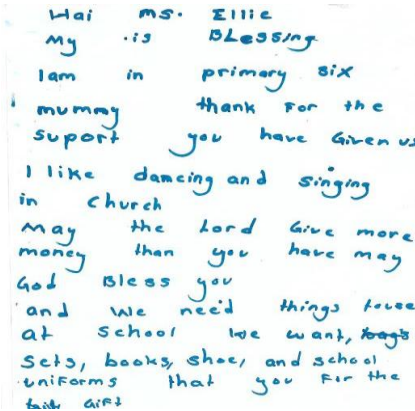 Hai ms. Ellie
My .is BLessing
Iam in primary six
mummy thank For the
suport you have Given us
I like dancing and singing
in church
May the Lord Give more
money than you have may
God Bless you
and we need things touse
at school we want, bags
Sets, books, shoe, and school
uniforms that you For the
GiFt